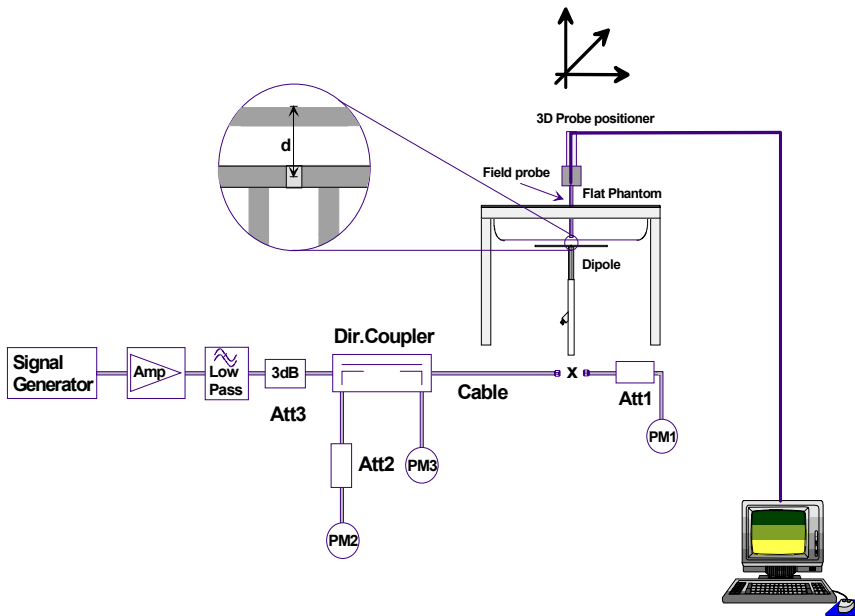 3D Probe positioner
d
Field probe
Flat Phantom
Dipole
Dir.Coupler
Signal
Generator
Amp
Low
Pass
3dB
Att3
Cable
x
Att1
PM1
Att2
PM3
PM2